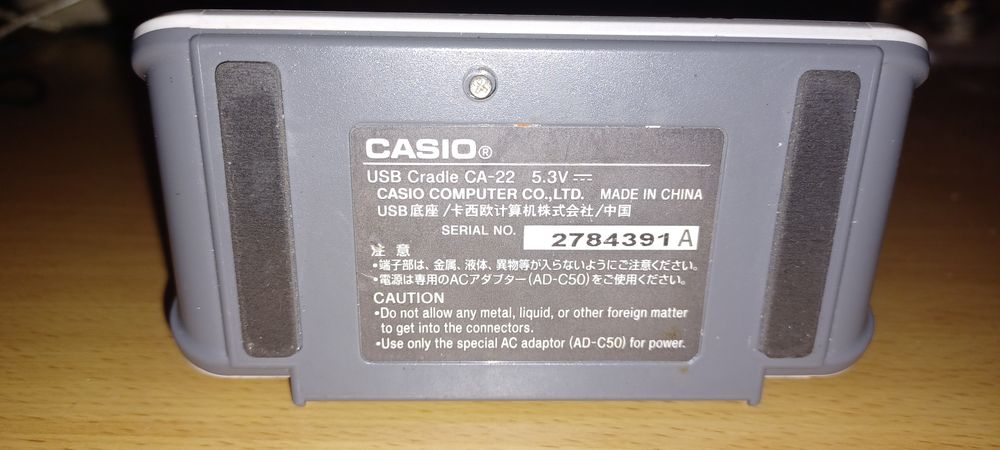 CASIO®
USB Cradle CA-22 5.3V ⎓
CASIO COMPUTER CO.,LTD. MADE IN CHINA
USB底座/卡西欧计算机株式会社/中国
SERIAL NO. 2784391 A
注意
•端子部は、金属、液体、異物等が入らないようにご注意ください。
•電源は専用のACアダプター(AD-C50)をご使用ください。
CAUTION
•Do not allow any metal, liquid, or other foreign matter
to get into the connectors.
•Use only the special AC adaptor (AD-C50) for power.